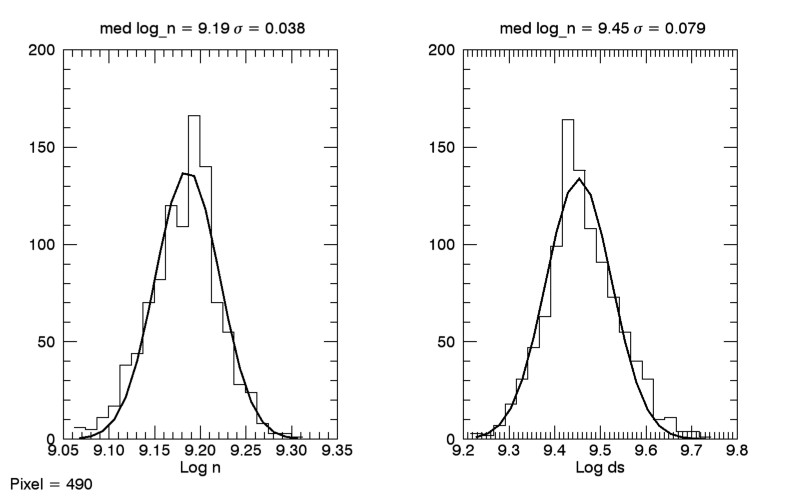 med log_n = 9.19 σ = 0.038
200
150
100
50
0
9.05 9.10 9.15 9.20 9.25 9.30 9.35
Log n
med log_n = 9.45 σ = 0.079
200
150
100
50
0
9.2 9.3 9.4 9.5 9.6 9.7 9.8
Log ds
Pixel = 490